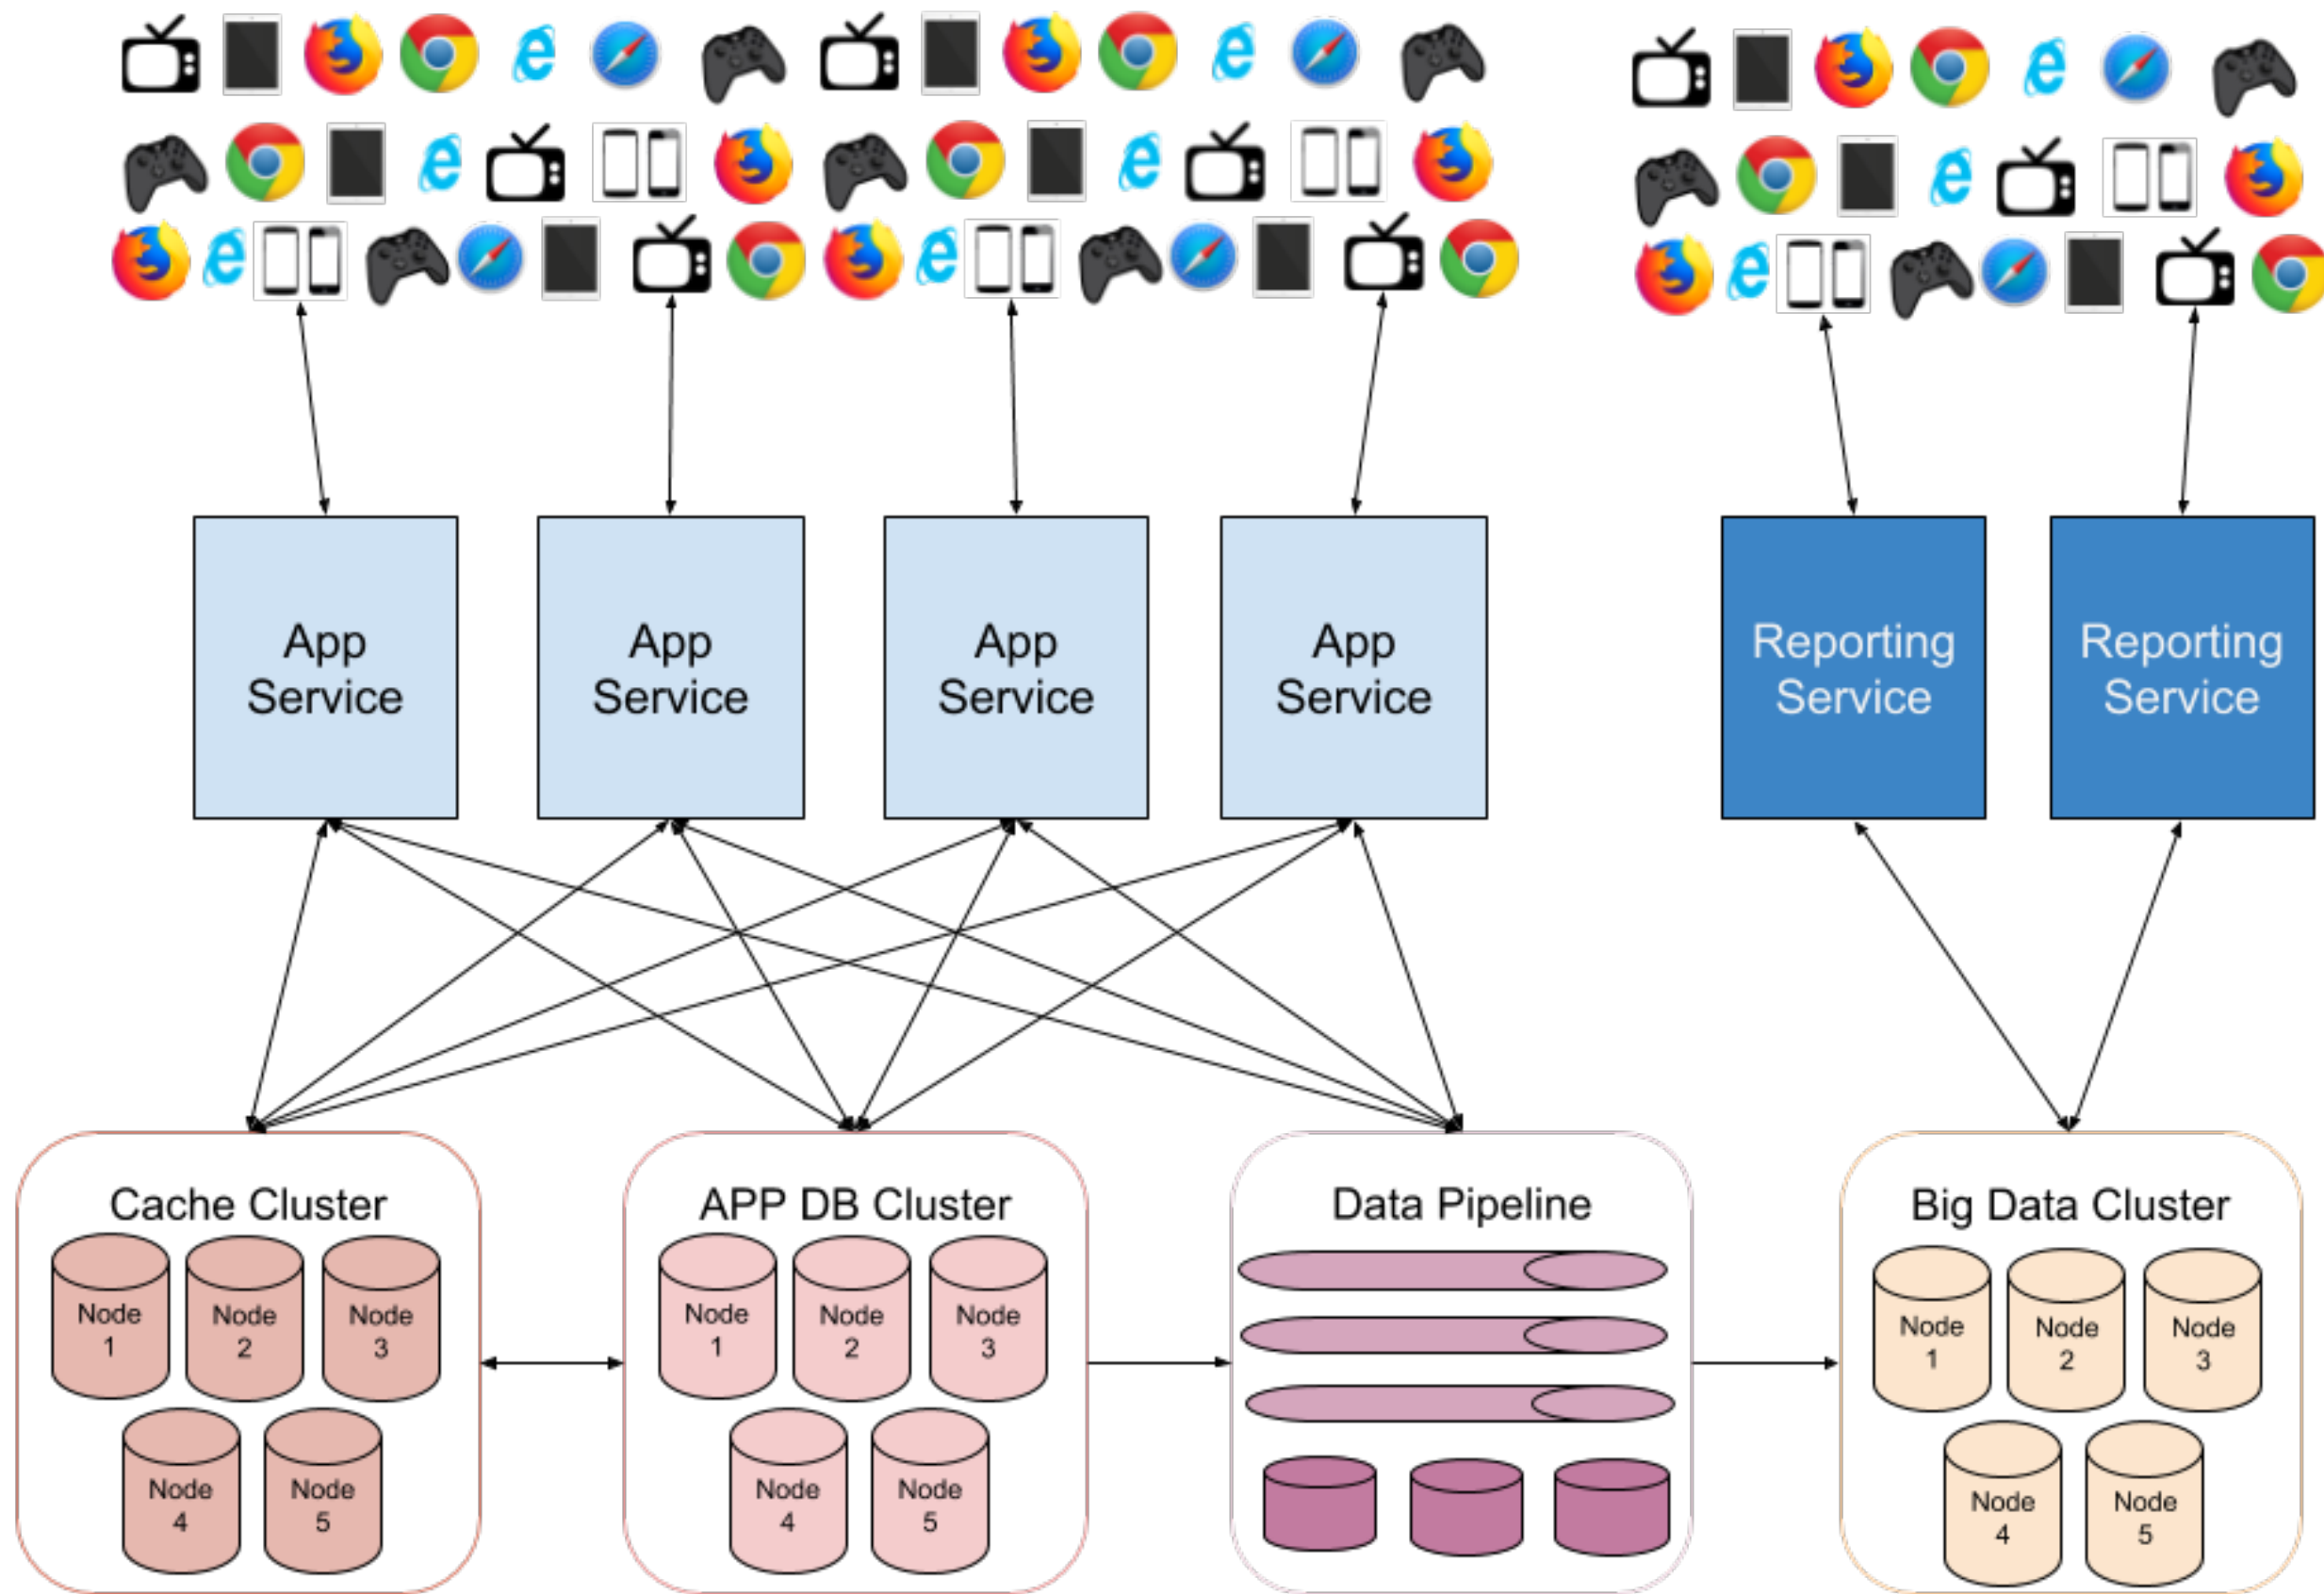 App
Service
App
Service
App
Service
App
Service
Reporting
Service
Reporting
Service
Cache Cluster
Node
1
Node
2
Node
3
Node
4
Node
5
APP DB Cluster
Node
1
Node
2
Node
3
Node
4
Node
5
Data Pipeline
Big Data Cluster
Node
1
Node
2
Node
3
Node
4
Node
5